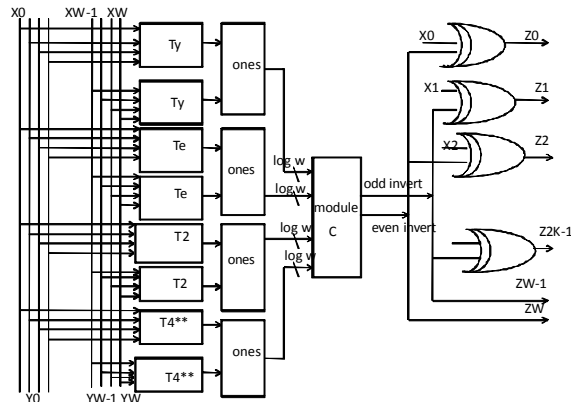 X0 XW-1 XW
Ty ones
Ty
Te ones
Te
T2 ones
T2
T4** ones
T4**
Y0 YW-1 YW
log w
log w
log w
log w
module
C
odd invert
even invert
X0 Z0
X1 Z1
X2 Z2
Z2K-1
ZW-1
ZW